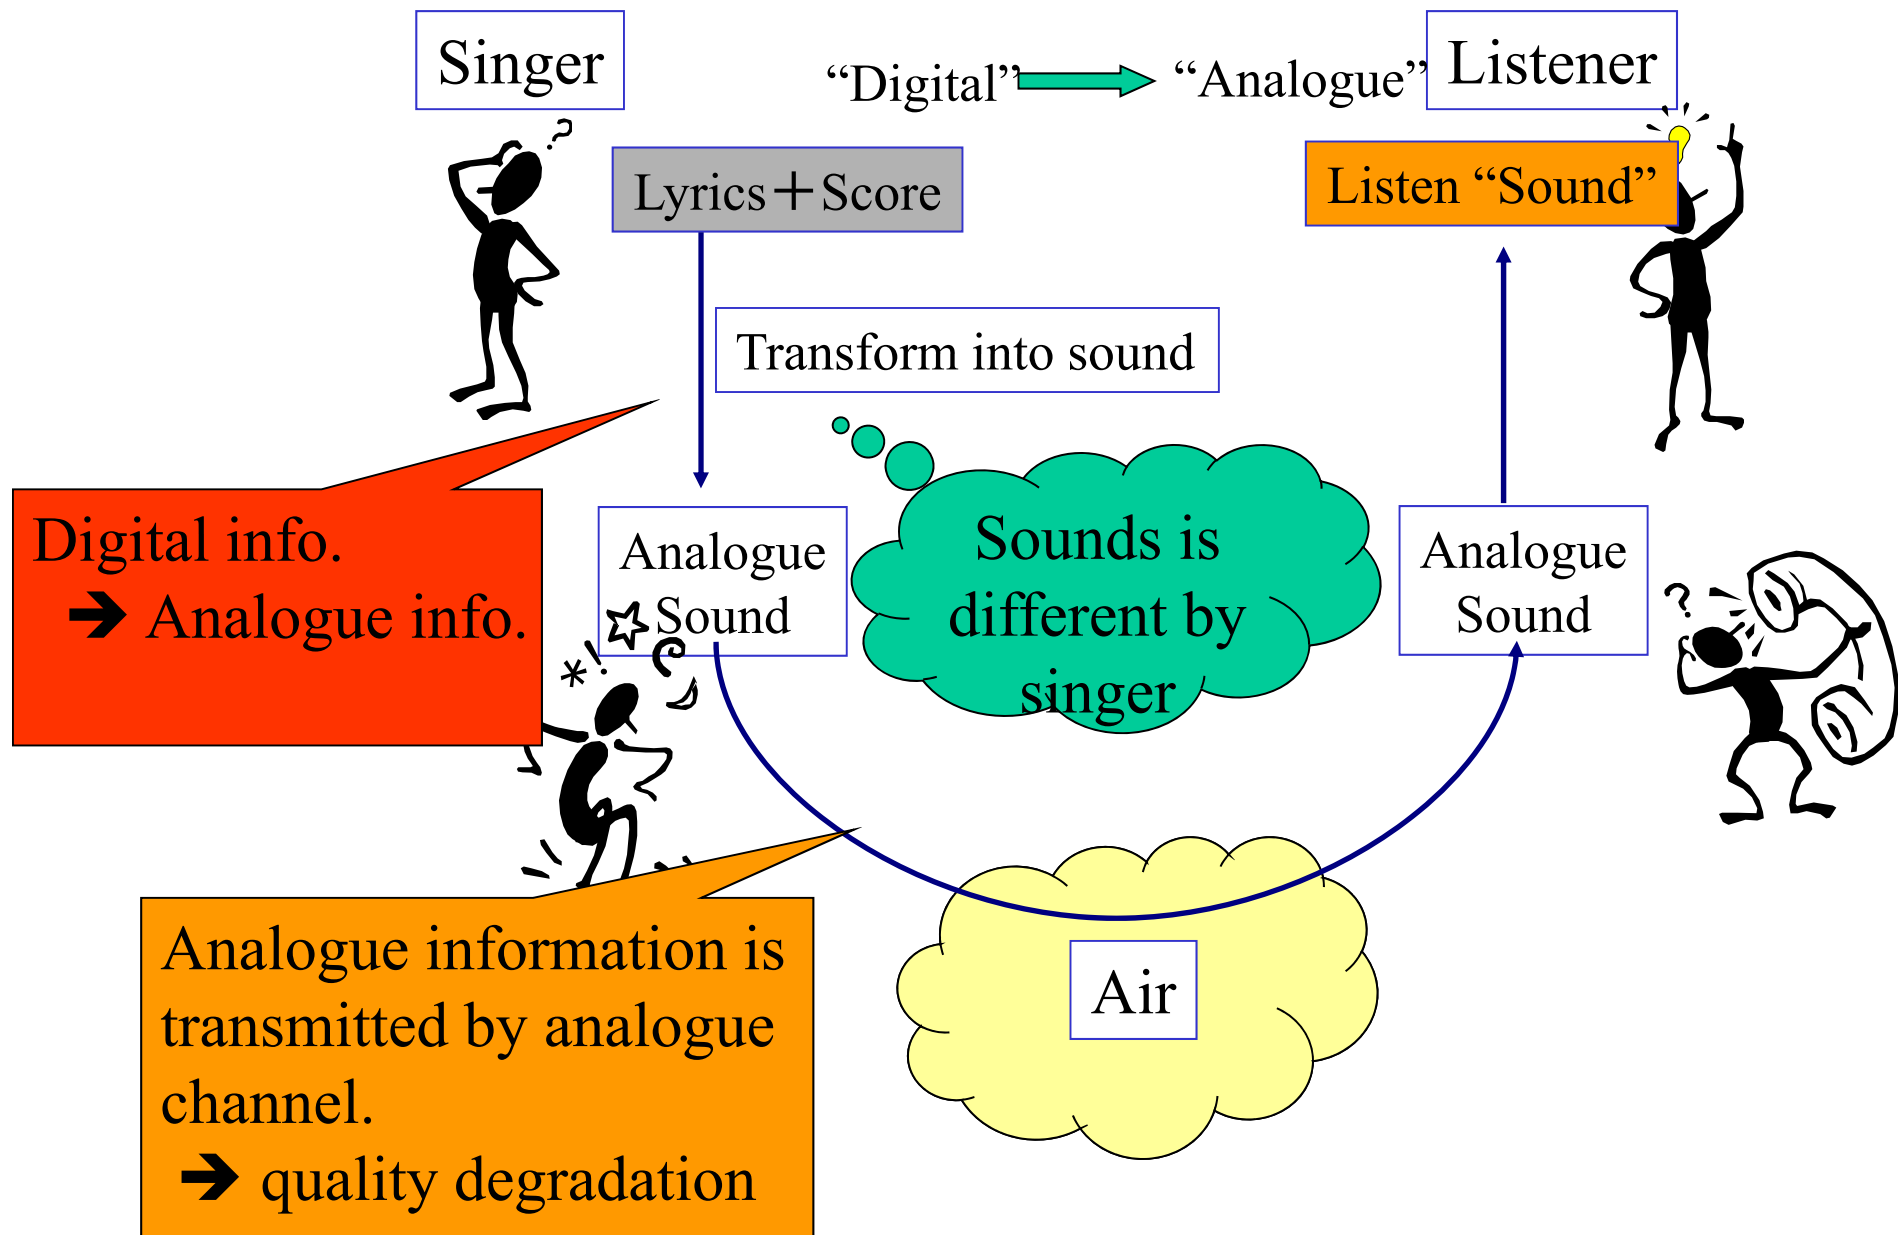 Singer
“Digital” “Analogue”
Listener
Lyrics＋Score
Listen “Sound”
Transform into sound
Digital info.
➔ Analogue info.
Analogue
Sound
Sounds is
different by
singer
Analogue
Sound
?
?
*!
Analogue information is
transmitted by analogue
channel.
➔ quality degradation
Air